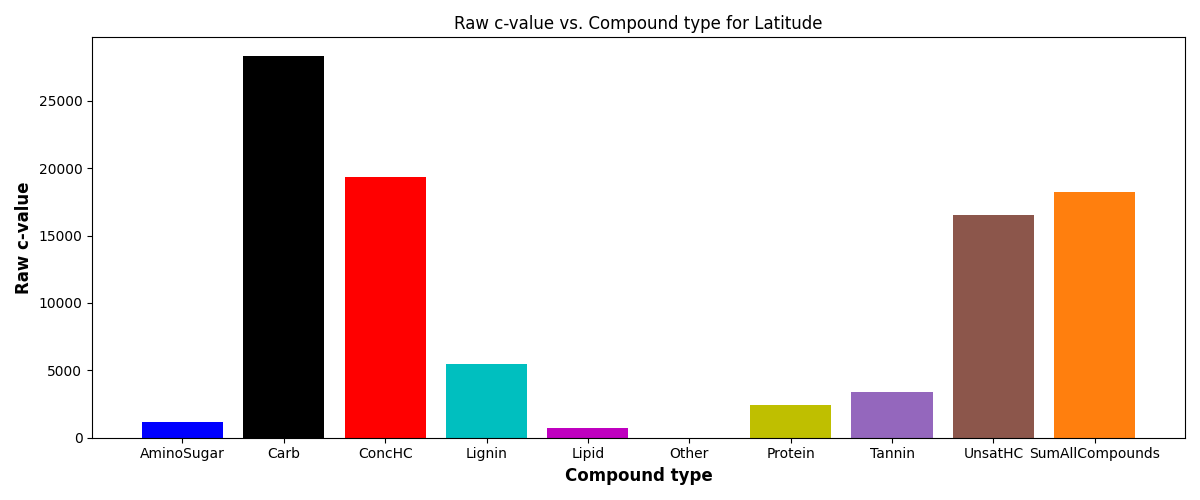 Raw c-value vs. Compound type for Latitude
Raw c-value
25000
20000
15000
10000
5000
0
AminoSugar Carb ConcHC Lignin Lipid Other Protein Tannin UnsatHC SumAllCompounds
Compound type